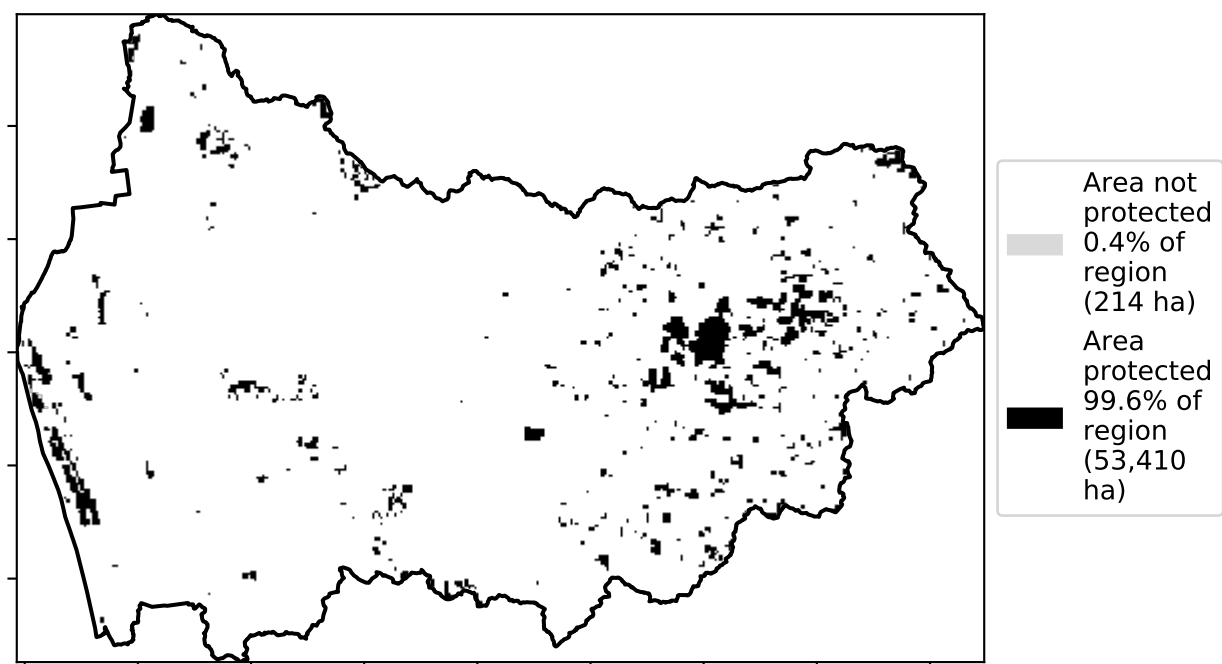 Area not
protected
0.4% of
region
(214 ha)
Area
protected
99.6% of
region
(53,410
ha)